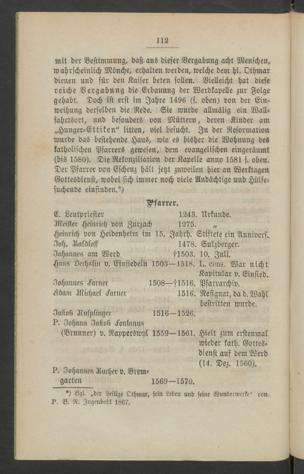 112
mit der Bestimmung, daß aus dieser Vergabung acht Menschen,
wahrscheinlich Mönche, erhalten werden, welche dem hl. Othmar
dienen und für den Kaiser beten sollen. Vielleicht hat diese
reiche Vergabung die Erbauung der Werdkapelle zur Folge
gehabt. Doch ist erst im Jahre 1496 (s. oben) von der Ein-
weihung derselben die Rede. Sie wurde allmälig ein Wall-
fahrtsort, und besonders von Müttern, deren Kinder am
„Hunger-Ettiken“ litten, viel besucht. In der Reformation
wurde das bestehende Haus, wie es bisher die Wohnung des
katholischen Pfarrers gewesen, dem evangelischen eingeräumt
(bis 1580). Die Rekonziliation der Kapelle anno 1581 s. oben.
Der Pfarrer von Eschenz hält jetzt zuweilen hier an Werktagen
Gottesdienst, wobei sich immer noch viele Andächtige und Hülfe-
suchende einfinden.*)
Pfarrer.
E. Leutpriester 1243. Urkunde.
Meister Heinrich von Zurzach 1275. „
Heinrich von Heidenheim im 15. Jahrh. Stiftete ein Annivers.
Joh. 1478. Sulzberger.
Johannes am Werd †1503, 10. Juli.
Hans Oechslin v. Einsiedeln 1503—1518. L. cons. War nicht
Kapitular v. Einsied.
Johannes Farner 1508—†1516. Pfarrarchiv.
Adam Michael Farner 1516. Resignat, da d. Wahl
bestritten wurde.
Jakob 1516—1526.
P. Johann Jakob Fontanus
(Brunner) v. Rapperswyl 1559—1561. Hielt zum erstenmal
wieder kath. Gottes-
dienst auf dem Werd
(14. Dez. 1560).
P. Johannes v. Brem-
garten 1569—1570.
*) Vgl. „der heilige Othmar, sein Leben und seine Wunderwerke“ von
P. B. R. Ingenbohl 1867.